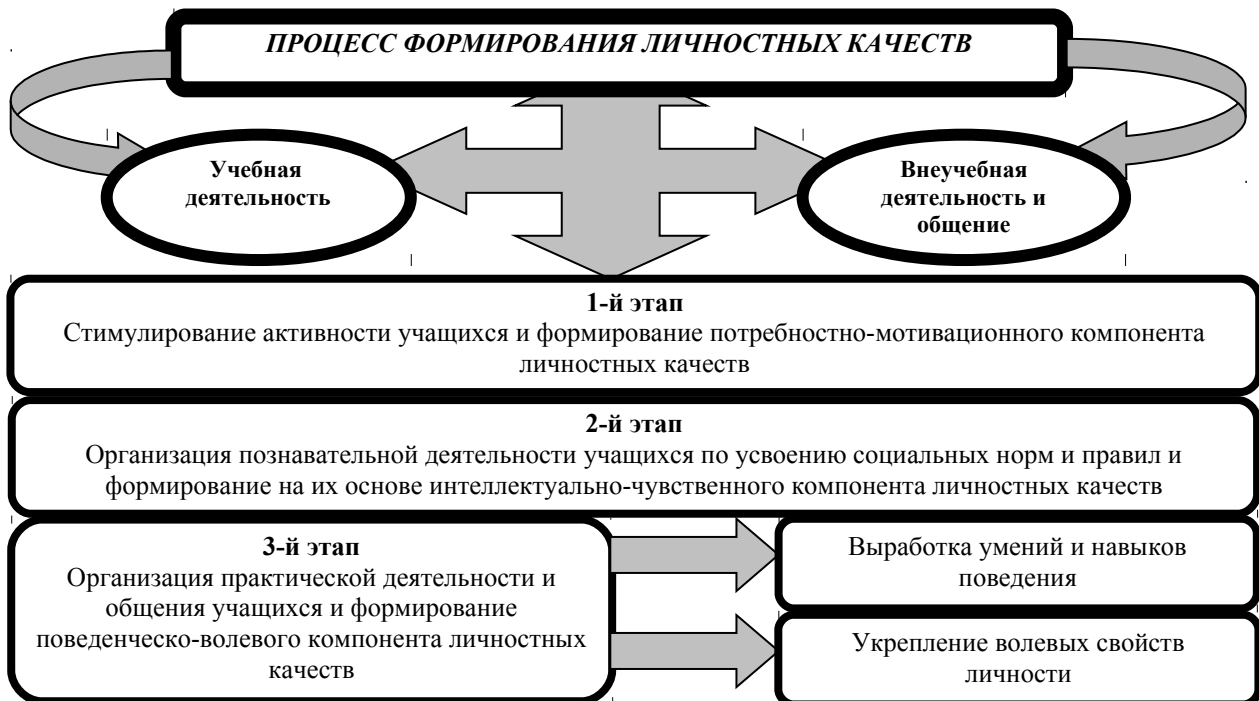 ПРОЦЕСС ФОРМИРОВАНИЯ ЛИЧНОСТНЫХ КАЧЕСТВ
Учебная
деятельность
Внеучебная
деятельность и
общение
1-й этап
Стимулирование активности учащихся и формирование потребностно-мотивационного компонента
личностных качеств
2-й этап
Организация познавательной деятельности учащихся по усвоению социальных норм и правил и
формирование на их основе интеллектуально-чувственного компонента личностных качеств
3-й этап
Организация практической деятельности и
общения учащихся и формирование
поведенческо-волевого компонента личностных
качеств
Выработка умений и навыков
поведения
Укрепление волевых свойств
личности